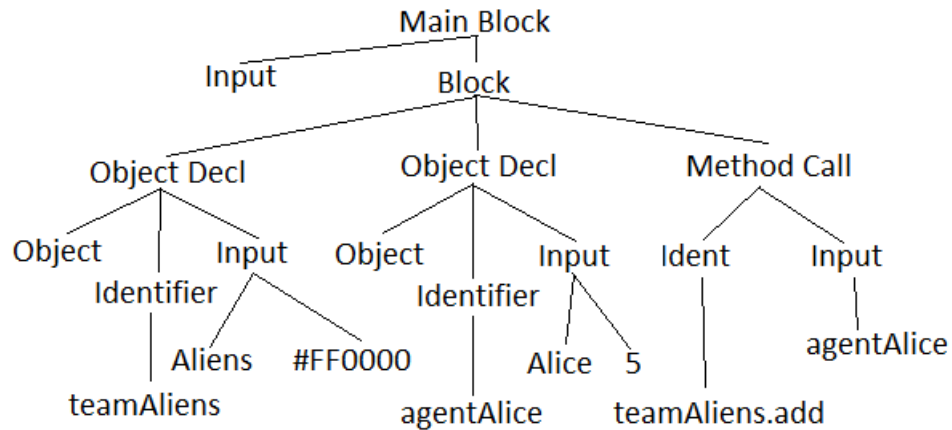 Main Block
Input
Block
Object Decl
Object Decl
Method Call
Object
Input
Object
Input
Ident
Input
Identifier
Identifier
Aliens
#FF0000
Alice
5
agentAlice
teamAliens
agentAlice
teamAliens.add